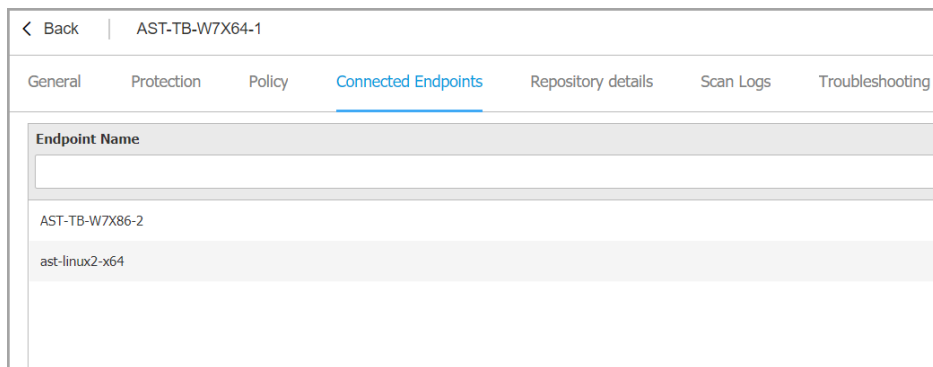 Back AST-TB-W7X64-1
General Protection Policy Connected Endpoints Repository details Scan Logs Troubleshooting
Endpoint Name
AST-TB-W7X86-2
ast-linux2-x64